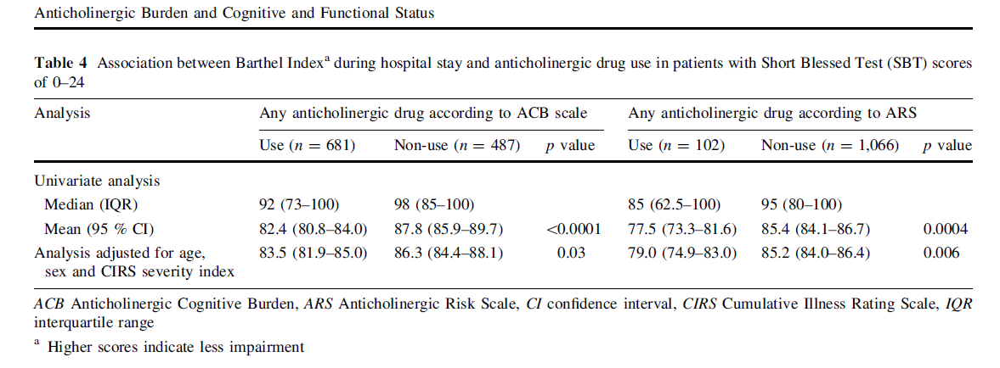 Anticholinergic Burden and Cognitive and Functional Status
Table 4 Association between Barthel Indexa during hospital stay and anticholinergic drug use in patients with Short Blessed Test (SBT) scores
of 0–24
Analysis Any anticholinergic drug according to ACB scale Any anticholinergic drug according to ARS
Use (n = 681) Non-use (n = 487) p value Use (n = 102) Non-use (n = 1,066) p value
Univariate analysis
Median (IQR) 92 (73–100) 98 (85–100) 85 (62.5–100) 95 (80–100)
Mean (95 % CI) 82.4 (80.8–84.0) 87.8 (85.9–89.7) <0.0001 77.5 (73.3–81.6) 85.4 (84.1–86.7) 0.0004
Analysis adjusted for age, 83.5 (81.9–85.0) 86.3 (84.4–88.1) 0.03 79.0 (74.9–83.0) 85.2 (84.0–86.4) 0.006
sex and CIRS severity index
ACB Anticholinergic Cognitive Burden, ARS Anticholinergic Risk Scale, CI confidence interval, CIRS Cumulative Illness Rating Scale, IQR
interquartile range
a Higher scores indicate less impairment